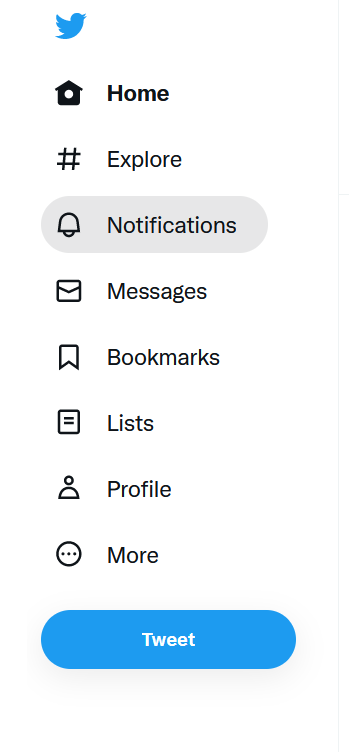 Home
Explore
Notifications
Messages
Bookmarks
Lists
Profile
More
Tweet